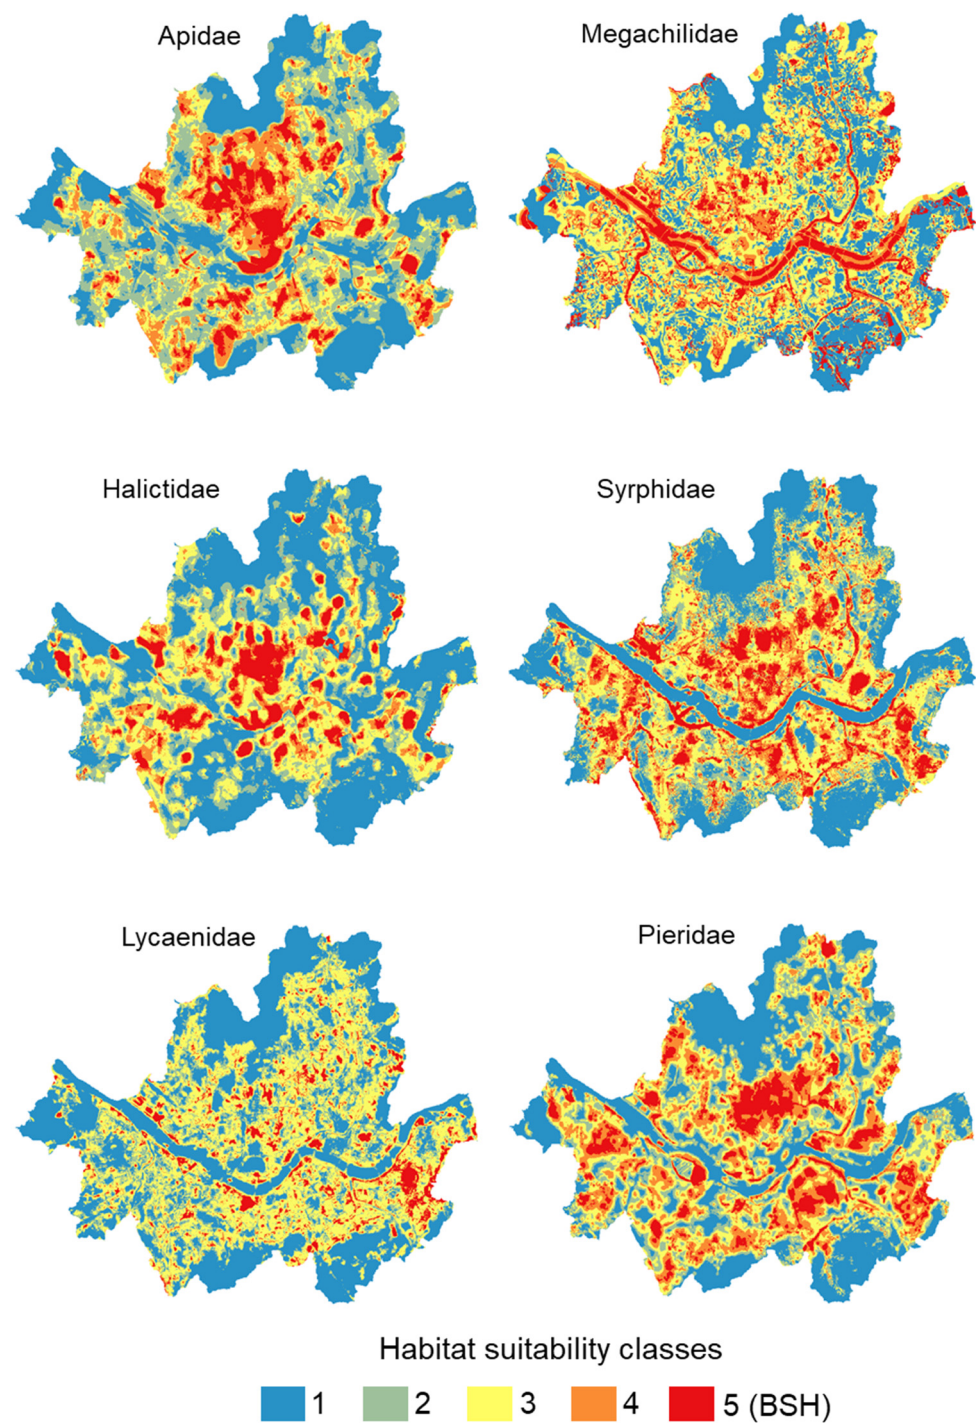 Apidae
Megachilidae
Halictidae
Syrphidae
Lycaenidae
Pieridae
Habitat suitability classes
1 2 3 4 5 (BSH)